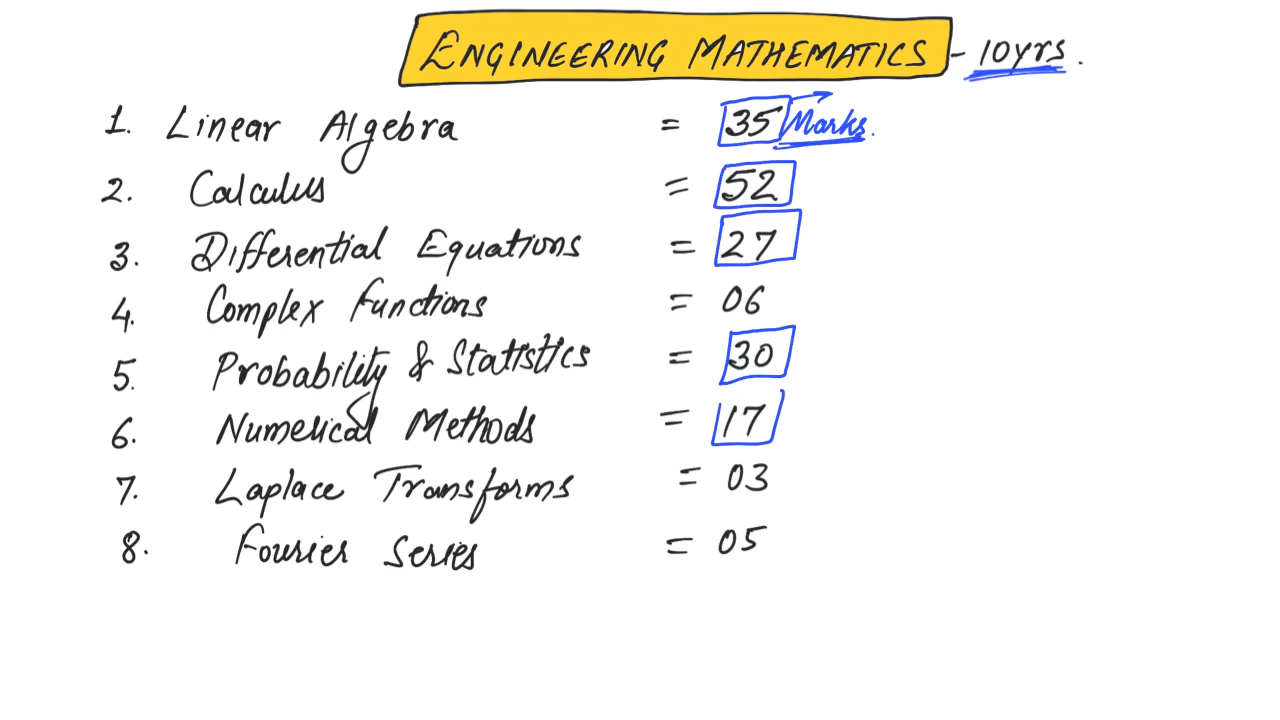 ENGINEERING MATHEMATICS - 10yrs.
1. Linear Algebra = 35 Marks.
2. Calculus = 52
3. Differential Equations = 27
4. Complex Functions = 06
5. Probability & Statistics = 30
6. Numerical Methods = 17
7. Laplace Transforms = 03
8. Fourier Series = 05